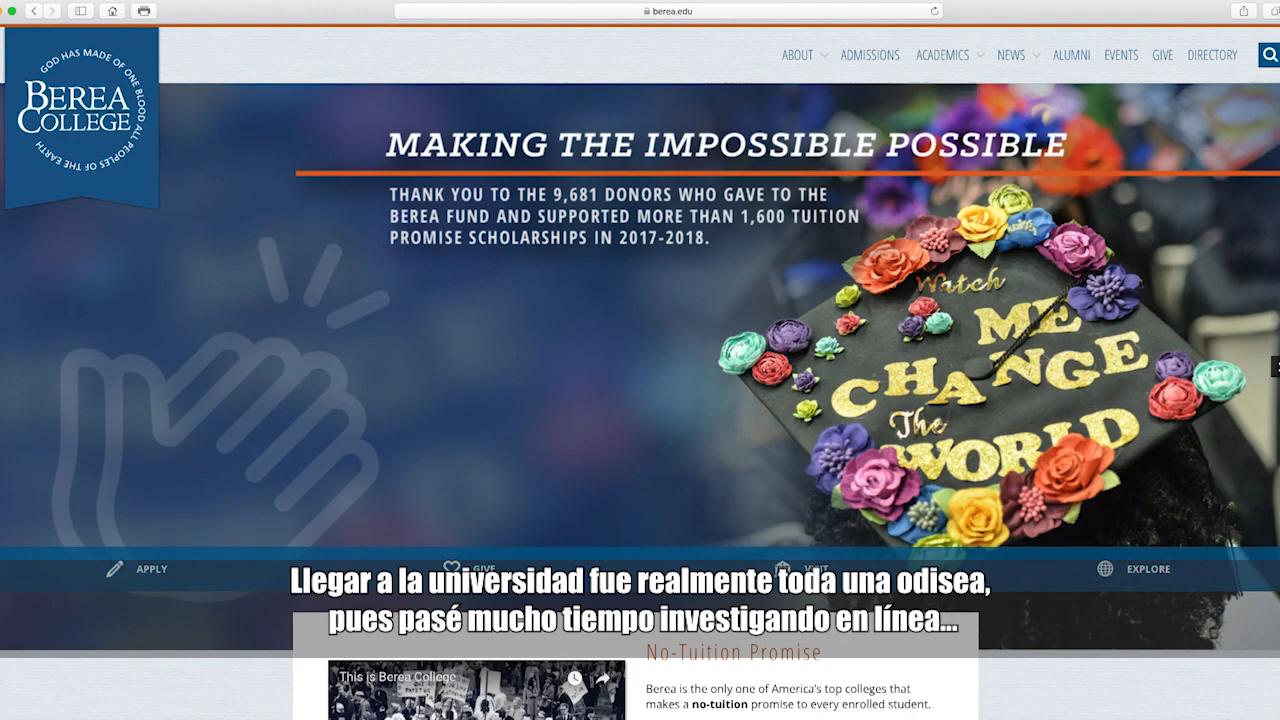 berea.edu
GOD HAS MADE OF ONE BLOOD ALL PEOPLES OF THE EARTH
BEREA
COLLEGE
ABOUT ADMISSIONS ACADEMICS NEWS ALUMNI EVENTS GIVE DIRECTORY
MAKING THE IMPOSSIBLE POSSIBLE
THANK YOU TO THE 9,681 DONORS WHO GAVE TO THE
BEREA FUND AND SUPPORTED MORE THAN 1,600 TUITION
PROMISE SCHOLARSHIPS IN 2017-2018.
Watch
ME
CHANGE
The
WORLD
APPLY GIVE VISIT EXPLORE
Llegar a la universidad fue realmente toda una odisea,
pues pasé mucho tiempo investigando en línea...
No-Tuition Promise
This is Berea College
Berea is the only one of America's top colleges that
makes a no-tuition promise to every enrolled student.